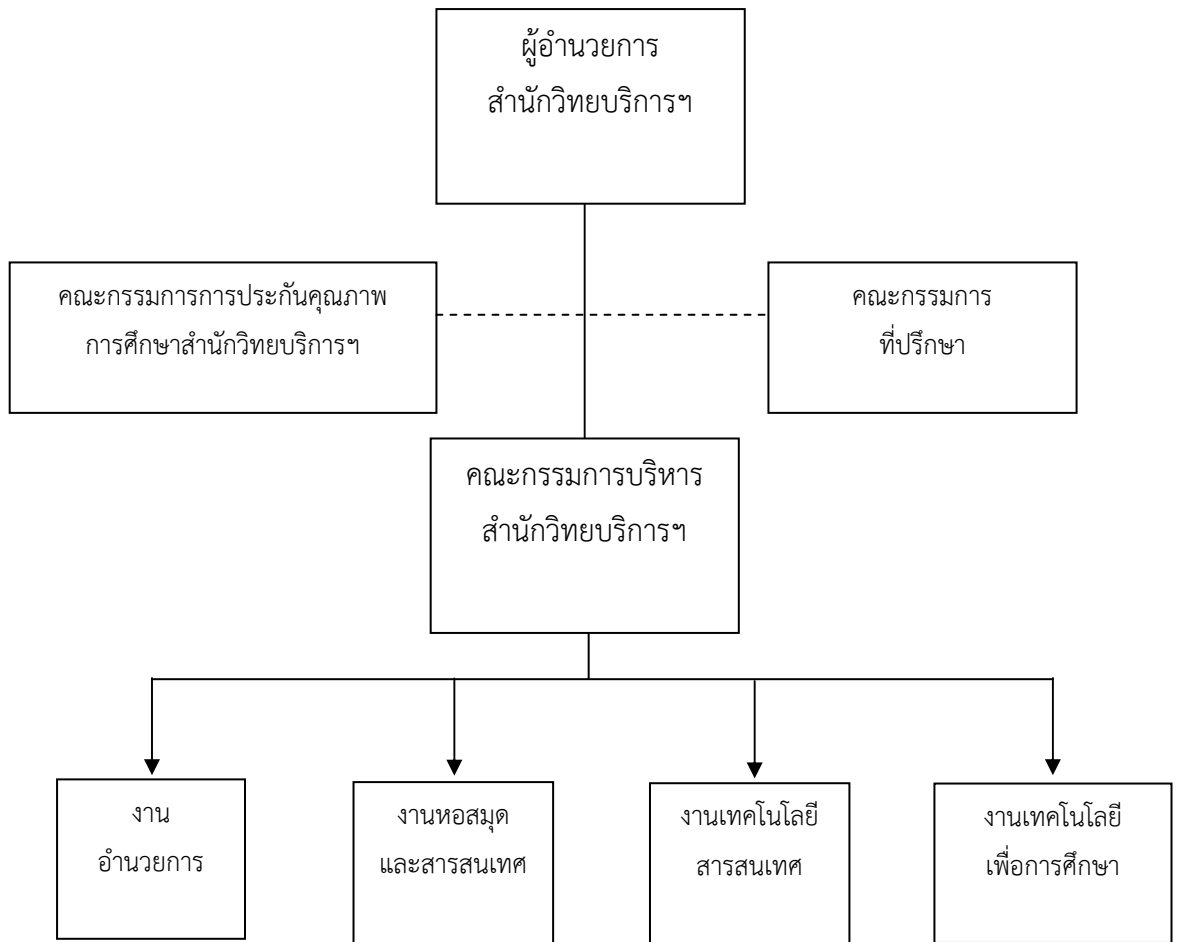 ผู้อำนวยการ
สำนักวิทยบริการฯ
คณะกรรมการการประกันคุณภาพ
การศึกษาสำนักวิทยบริการฯ
คณะกรรมการ
ที่ปรึกษา
คณะกรรมการบริหาร
สำนักวิทยบริการฯ
งาน
อำนวยการ
งานหอสมุด
และสารสนเทศ
งานเทคโนโลยี
สารสนเทศ
งานเทคโนโลยี
เพื่อการศึกษา